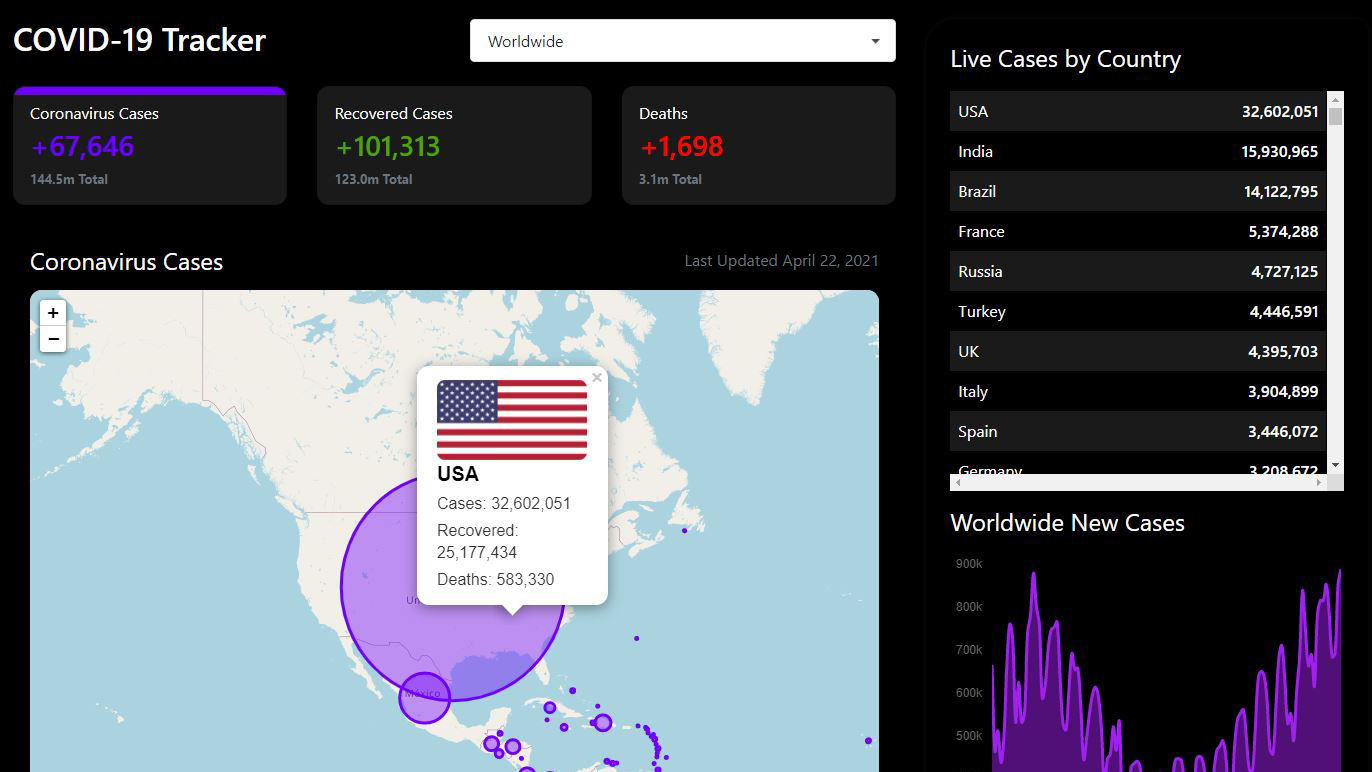 COVID-19 Tracker
Worldwide
Coronavirus Cases
+67,646
144.5m Total
Recovered Cases
+101,313
123.0m Total
Deaths
+1,698
3.1m Total
Coronavirus Cases
Last Updated April 22, 2021
+
−
×
USA
Cases: 32,602,051
Recovered:
25,177,434
Deaths: 583,330
Un
México
Live Cases by Country
USA 32,602,051
India 15,930,965
Brazil 14,122,795
France 5,374,288
Russia 4,727,125
Turkey 4,446,591
UK 4,395,703
Italy 3,904,899
Spain 3,446,072
Germany 3,208,672
Worldwide New Cases
900k
800k
700k
600k
500k